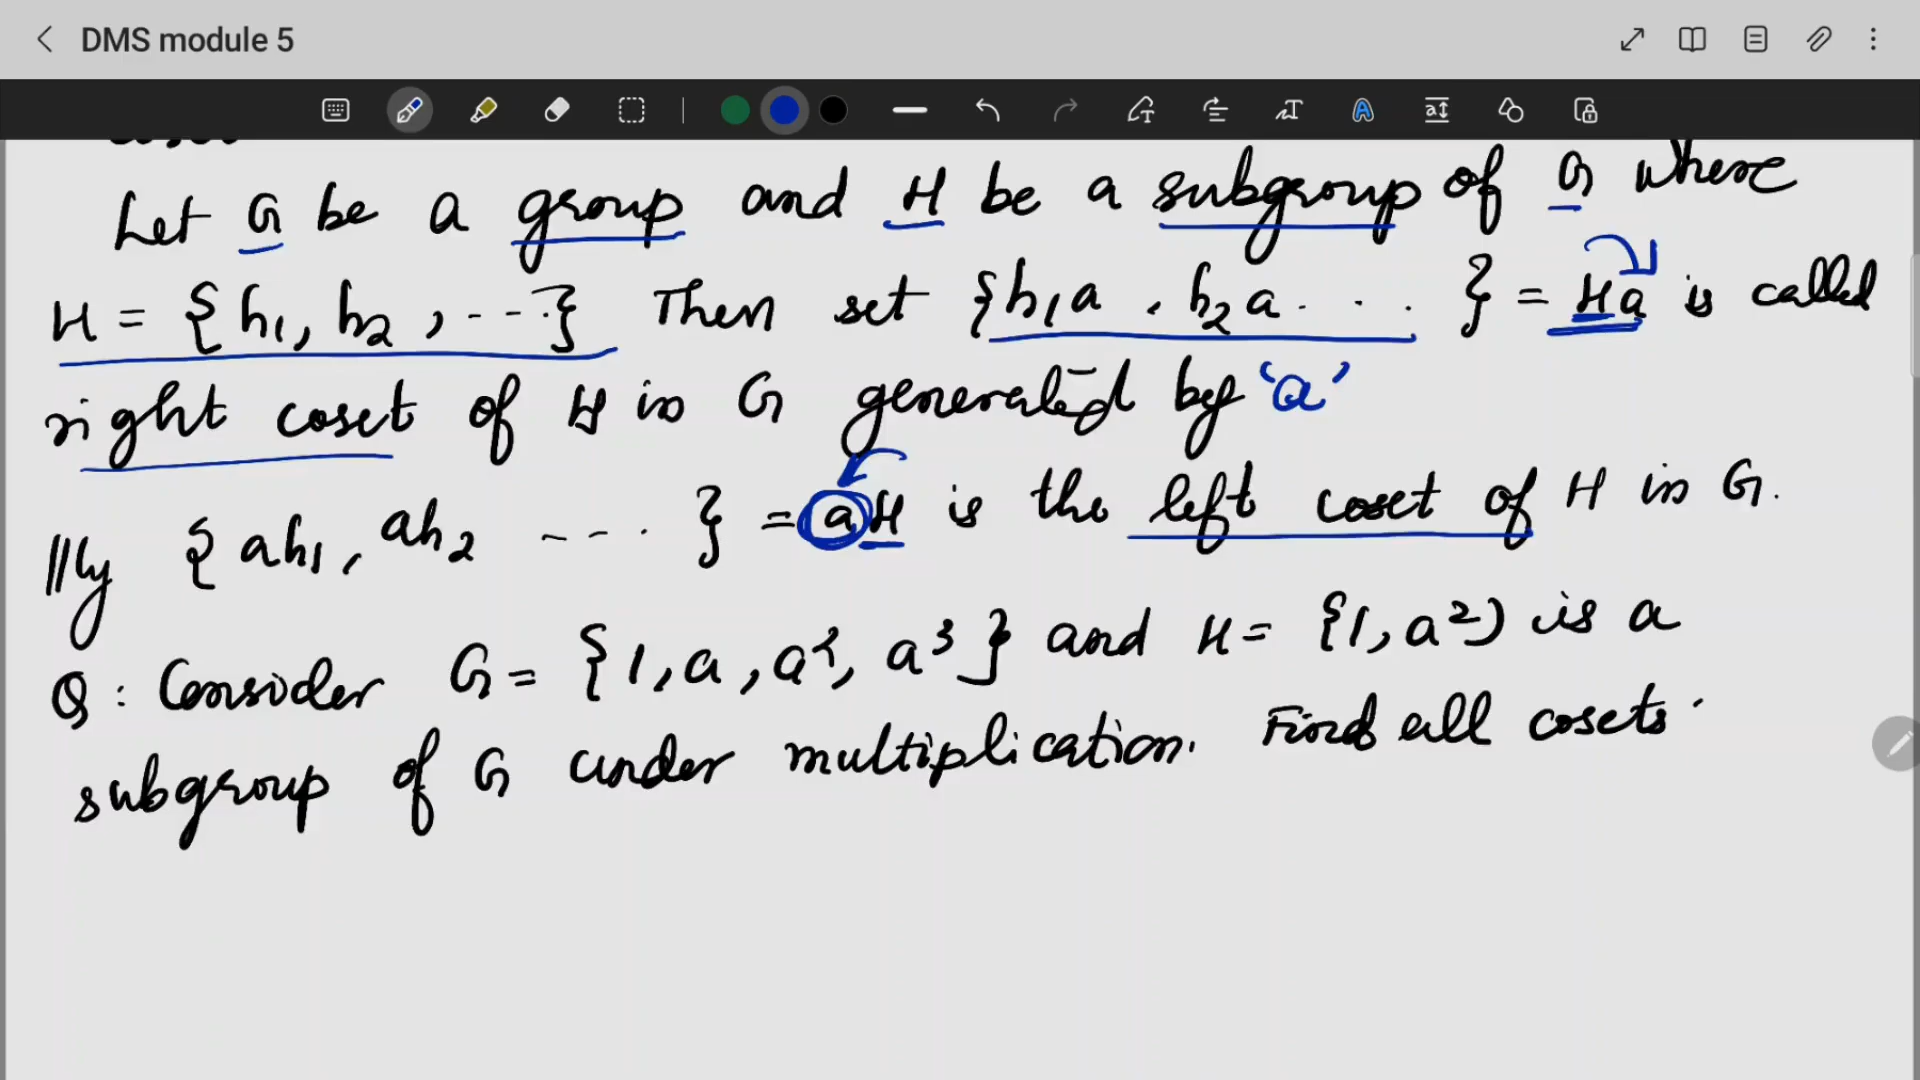 DMS module 5
coset
Let G be a group and H be a subgroup of G where
H = {h1, h2, ---} Then set {h1a, h2a . . . } = Ha is called
right coset of H in G generated by 'a'
|||ly {ah1, ah2 - - - . } = aH is the left coset of H in G.
Q : Consider G = {1, a, a², a³} and H = {1, a²) is a
subgroup of G under multiplication. Find all cosets.